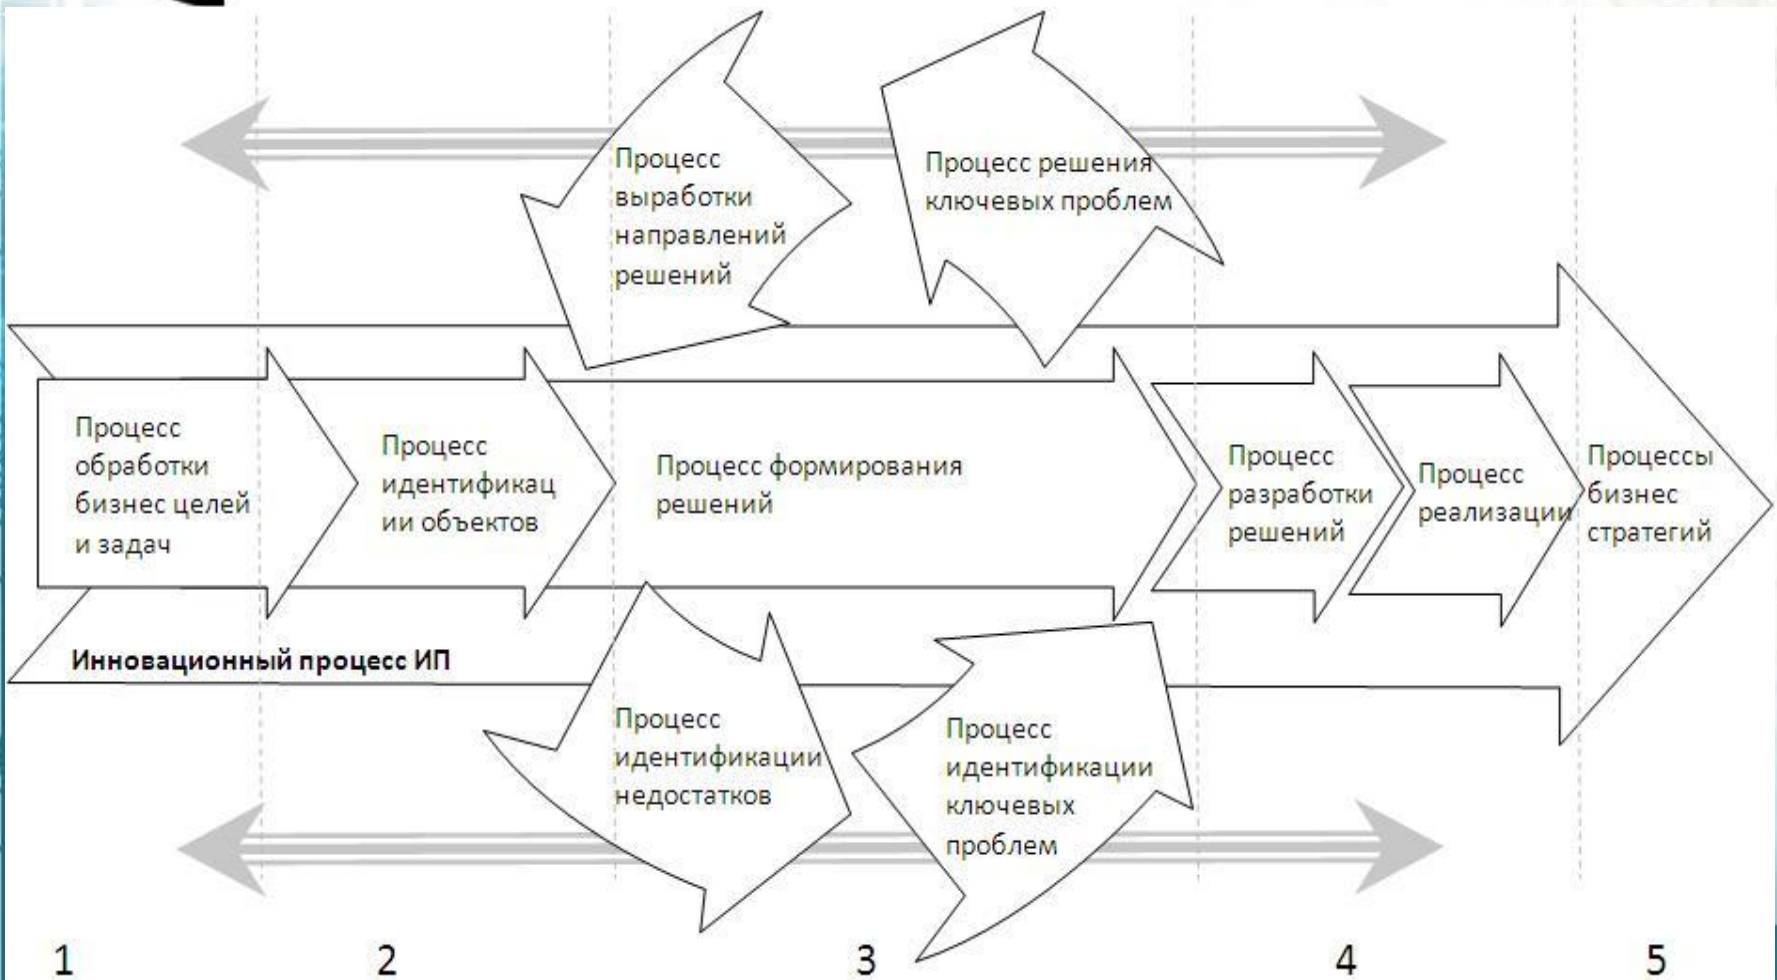 Процесс
выработки
направлений
решений
Процесс решения
ключевых проблем
Процесс
обработки
бизнес целей
и задач
Процесс
идентификац
ии объектов
Процесс формирования
решений
Процесс
разработки
решений
Процесс
реализации
Процессы
бизнес
стратегий
Инновационный процесс ИП
Процесс
идентификации
недостатков
Процесс
идентификации
ключевых
проблем
1 2 3 4 5